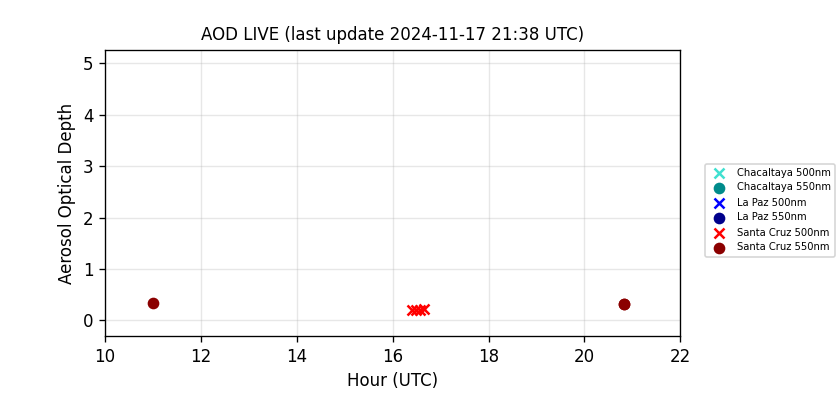 AOD LIVE (last update 2024-11-17 21:38 UTC)
5
4
3
2
1
0
Aerosol Optical Depth
10 12 14 16 18 20 22
Hour (UTC)
Chacaltaya 500nm
Chacaltaya 550nm
La Paz 500nm
La Paz 550nm
Santa Cruz 500nm
Santa Cruz 550nm